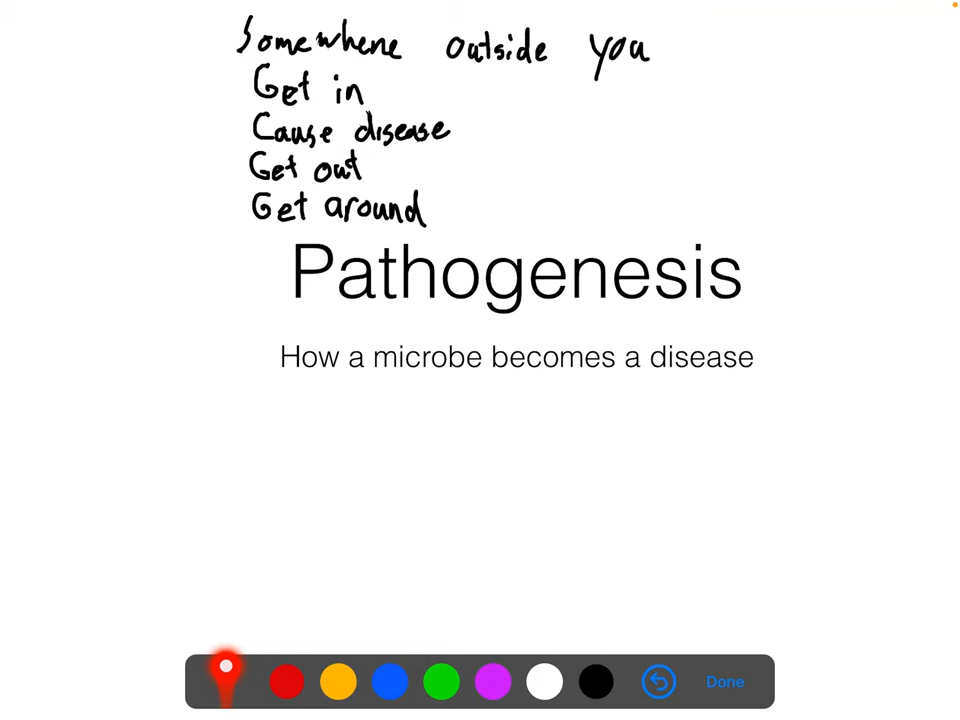 Somewhere outside you
Get in
Cause disease
Get out
Get around
Pathogenesis
How a microbe becomes a disease
Done